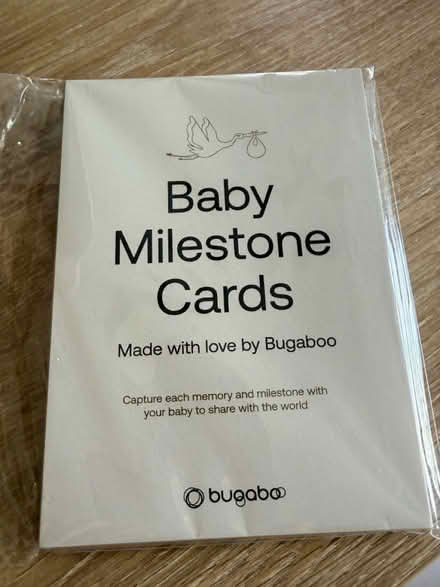 Baby
Milestone
Cards
Made with love by Bugaboo
Capture each memory and milestone with
your baby to share with the world
bugaboo